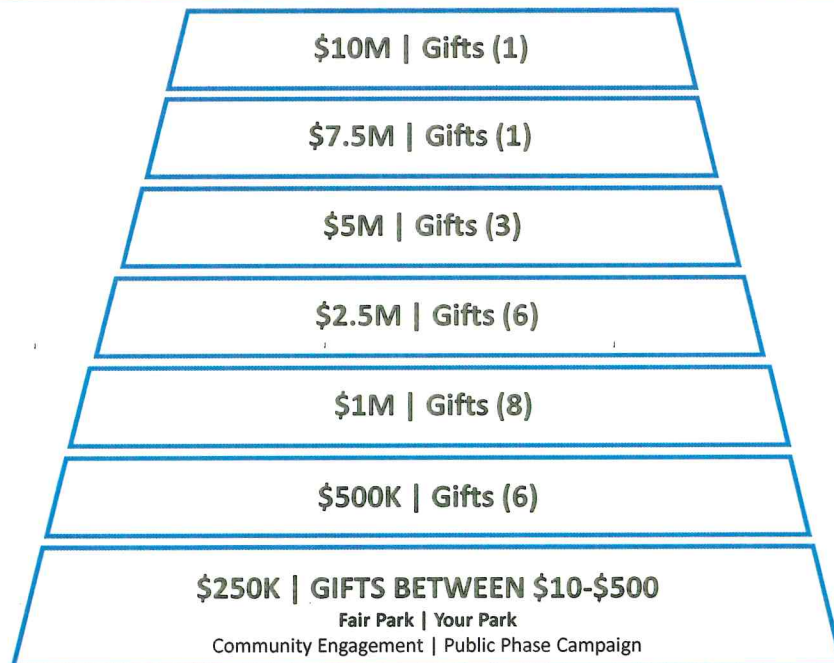 $10M | Gifts (1)
$7.5M | Gifts (1)
$5M | Gifts (3)
$2.5M | Gifts (6)
$1M | Gifts (8)
$500K | Gifts (6)
$250K | GIFTS BETWEEN $10-$500
Fair Park | Your Park
Community Engagement | Public Phase Campaign